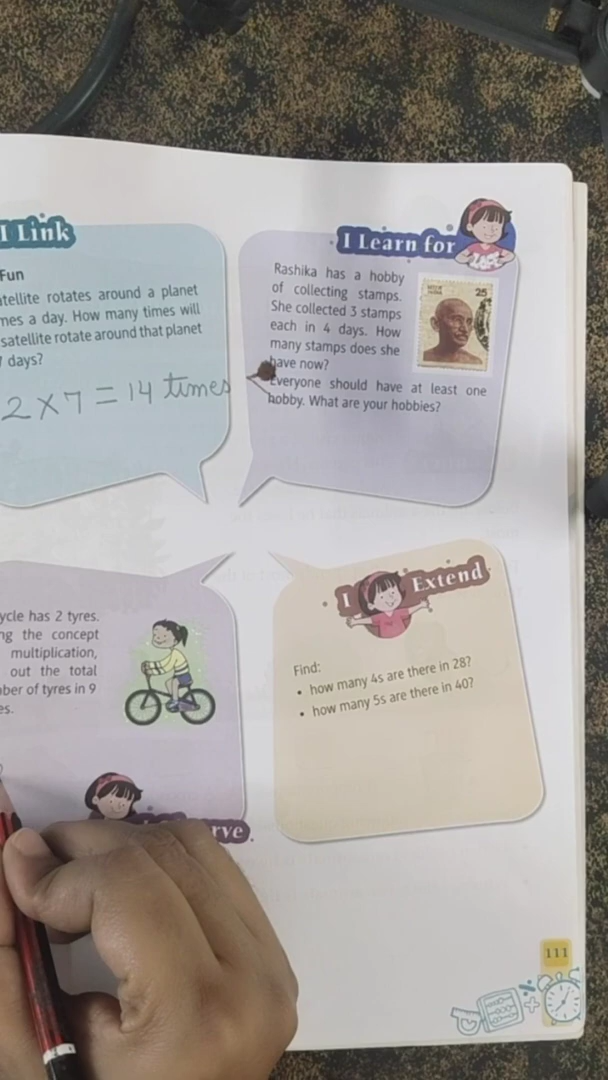 I Link
Fun
tellite rotates around a planet
mes a day. How many times will
satellite rotate around that planet
days?
2 x 7 = 14 times
I Learn for
Rashika has a hobby
of collecting stamps.
She collected 3 stamps
each in 4 days. How
many stamps does she
have now?
Everyone should have at least one
hobby. What are your hobbies?
25
ycle has 2 tyres.
ng the concept
multiplication,
out the total
ber of tyres in 9
es.
rve
I Extend
Find:
• how many 4s are there in 28?
• how many 5s are there in 40?
111